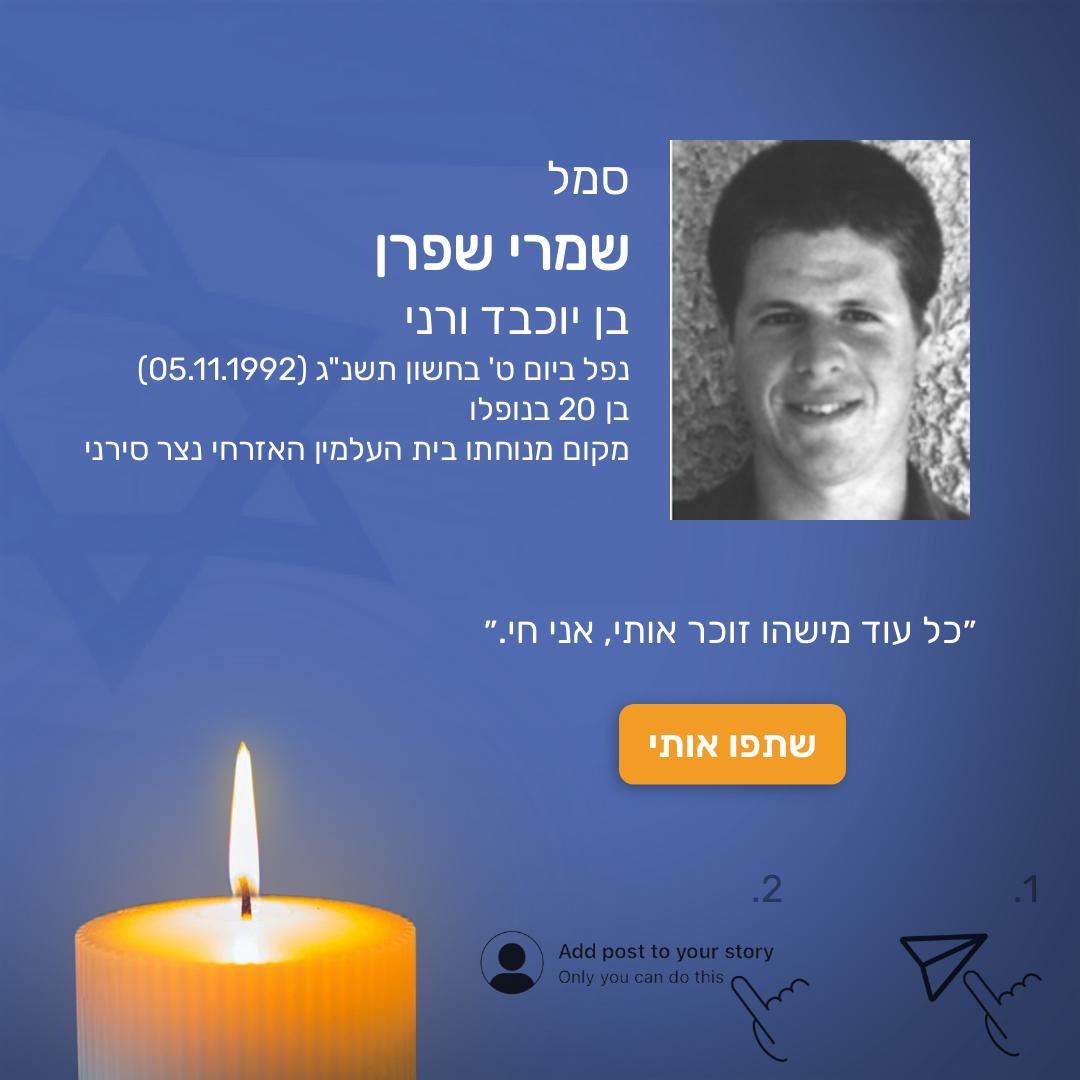 סמל
שמרי שפרן
בן יוכבד ורני
נפל ביום ט' בחשון תשנ"ג (05.11.1992)
בן 20 בנופלו
מקום מנוחתו בית העלמין האזרחי נצר סירני
״כל עוד מישהו זוכר אותי, אני חי.״
שתפו אותי
1.
2.
Add post to your story
Only you can do this